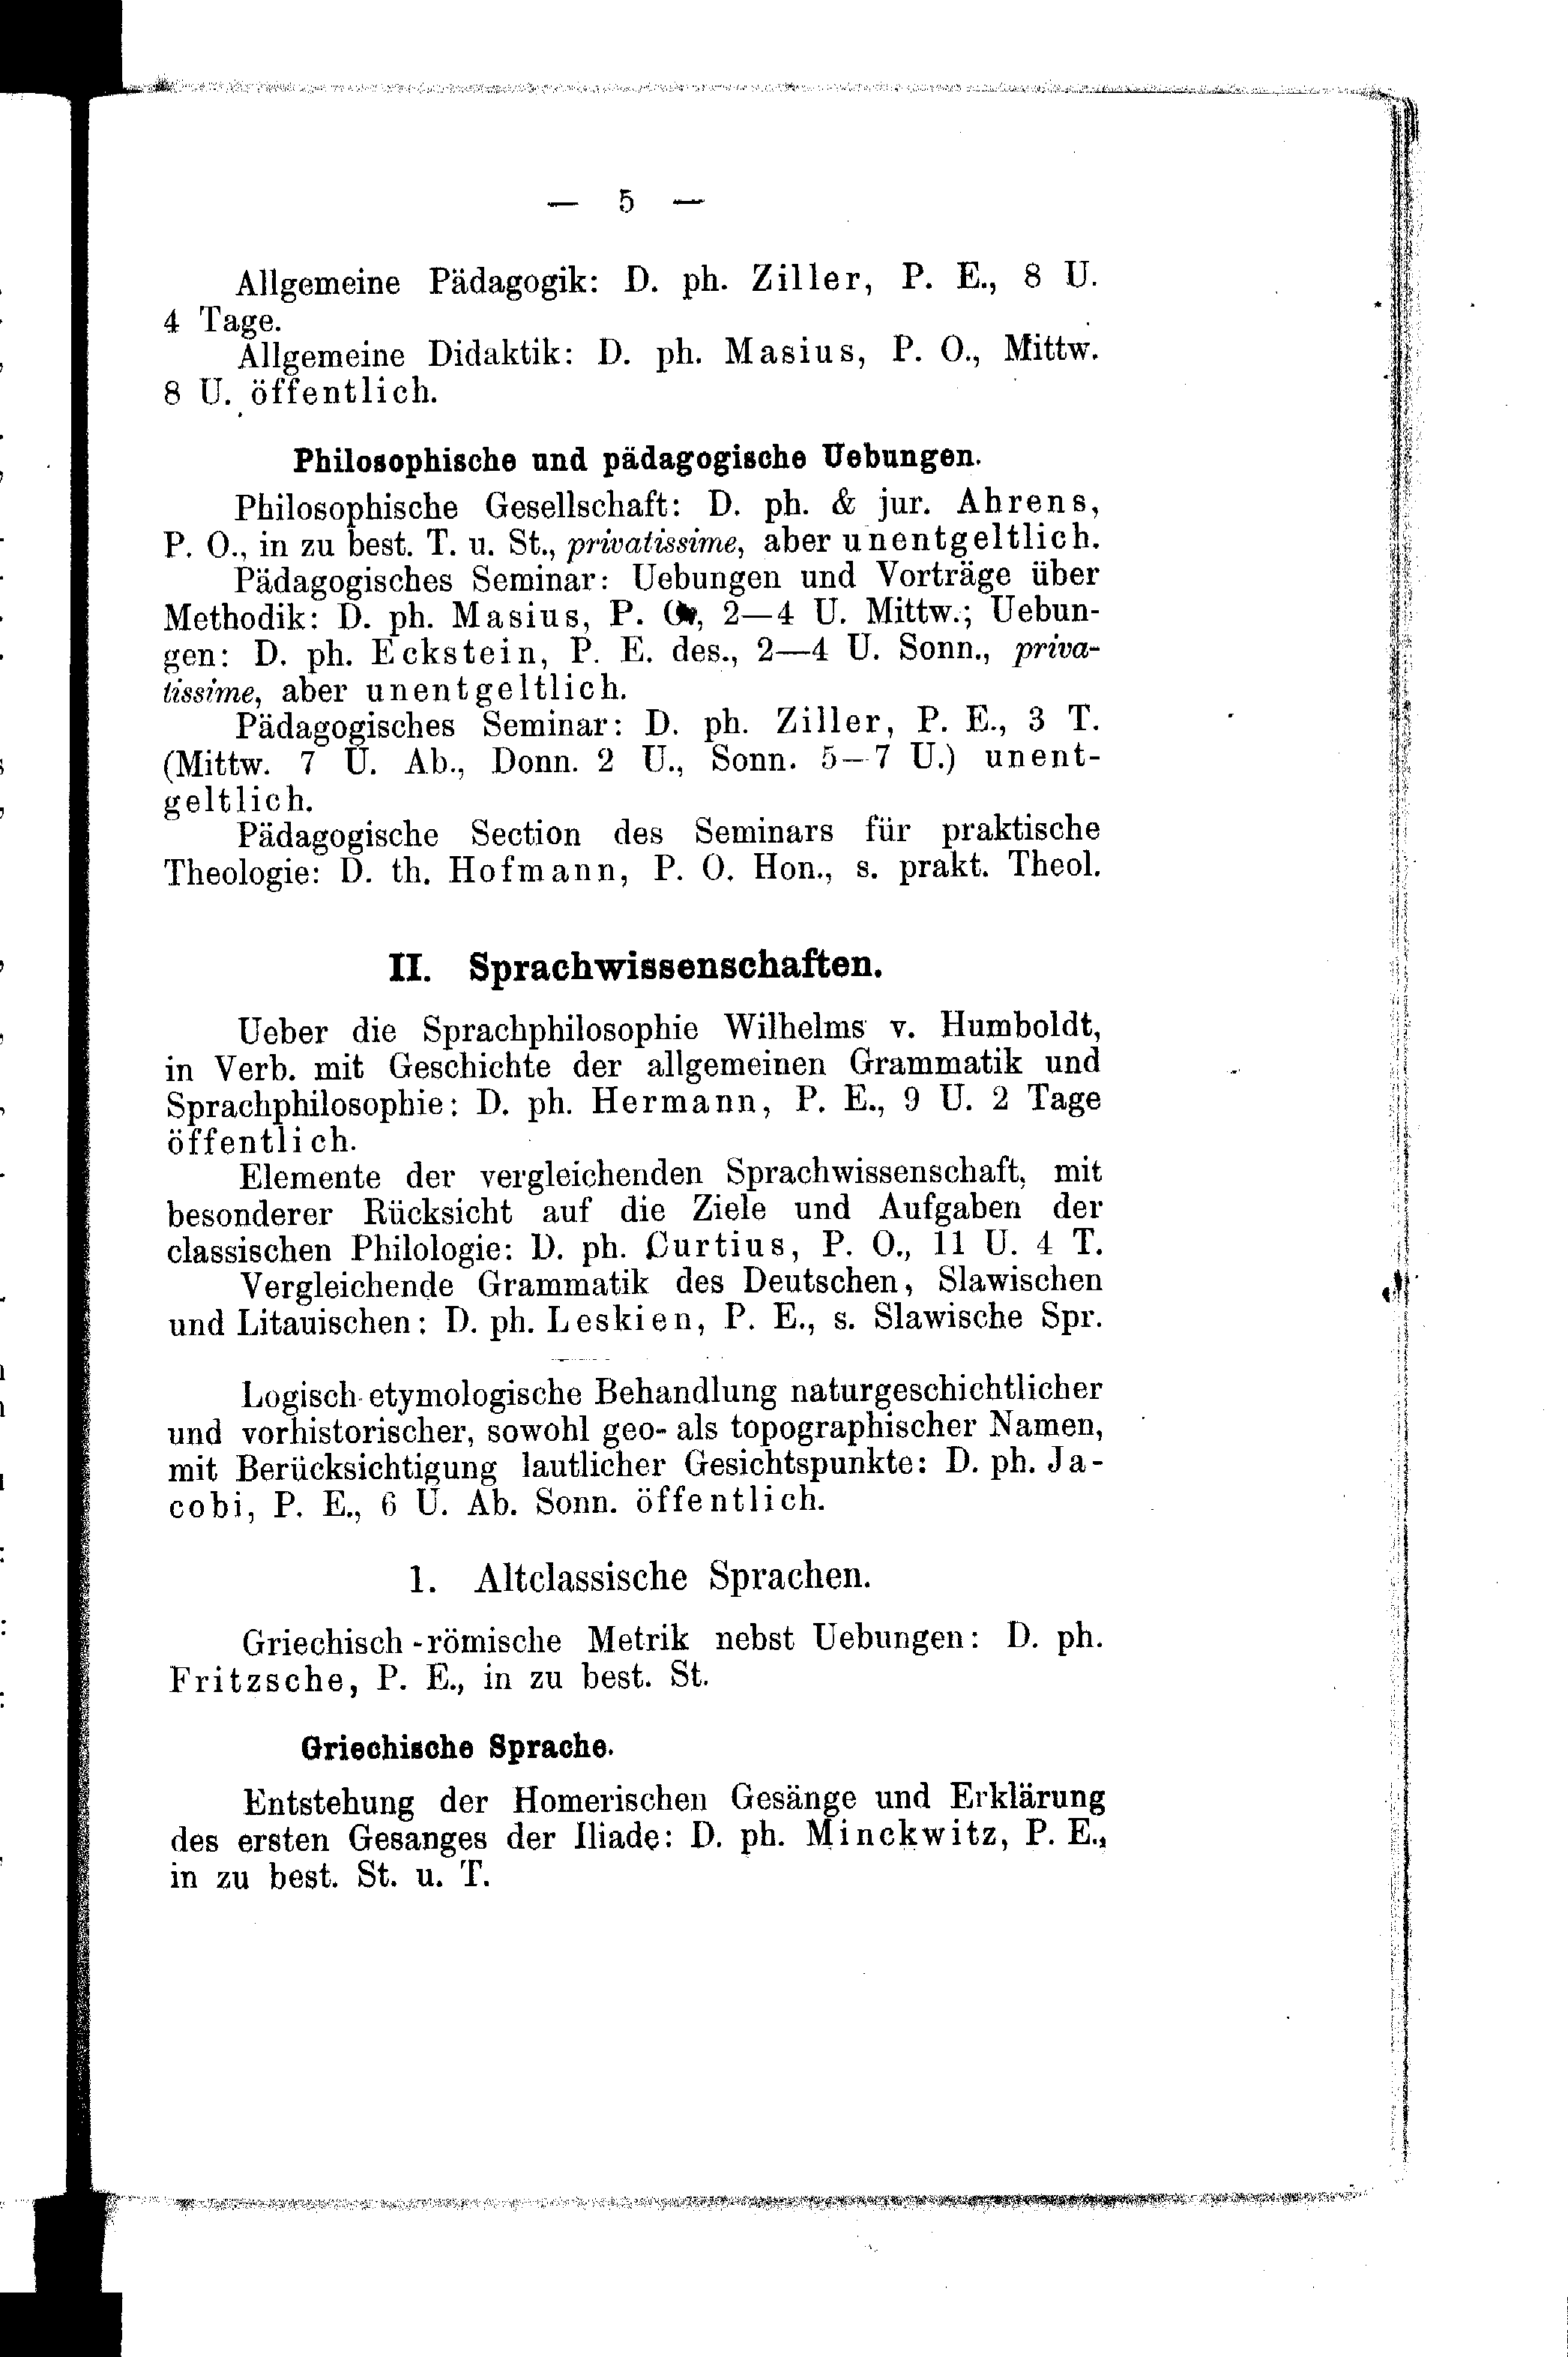 — 5 —
Allgemeine Pädagogik: D. ph. Ziller, P. E., 8 U.
4 Tage.
Allgemeine Didaktik: D. ph. Masius, P. O., Mittw.
8 U. öffentlich.
Philosophische und pädagogische Uebungen.
Philosophische Gesellschaft: D. ph. & jur. Ahrens,
P. O., in zu best. T. u. St., privatissime, aber unentgeltlich.
Pädagogisches Seminar: Uebungen und Vorträge über
Methodik: D. ph. Masius, P. O., 2—4 U. Mittw.; Uebun-
gen: D. ph. Eckstein, P. E. des., 2—4 U. Sonn., priva-
tissime, aber unentgeltlich.
Pädagogisches Seminar: D. ph. Ziller, P. E., 3 T.
(Mittw. 7 U. Ab., Donn. 2 U., Sonn. 5—7 U.) unent-
geltlich.
Pädagogische Section des Seminars für praktische
Theologie: D. th. Hofmann, P. O. Hon., s. prakt. Theol.
II. Sprachwissenschaften.
Ueber die Sprachphilosophie Wilhelms v. Humboldt,
in Verb. mit Geschichte der allgemeinen Grammatik und
Sprachphilosophie: D. ph. Hermann, P. E., 9 U. 2 Tage
öffentlich.
Elemente der vergleichenden Sprachwissenschaft, mit
besonderer Rücksicht auf die Ziele und Aufgaben der
classischen Philologie: D. ph. Curtius, P. O., 11 U. 4 T.
Vergleichende Grammatik des Deutschen, Slawischen
und Litauischen: D. ph. Leskien, P. E., s. Slawische Spr.
Logisch-etymologische Behandlung naturgeschichtlicher
und vorhistorischer, sowohl geo- als topographischer Namen,
mit Berücksichtigung lautlicher Gesichtspunkte: D. ph. Ja-
cobi, P. E., 6 U. Ab. Sonn. öffentlich.
1. Altclassische Sprachen.
Griechisch-römische Metrik nebst Uebungen: D. ph.
Fritzsche, P. E., in zu best. St.
Griechische Sprache.
Entstehung der Homerischen Gesänge und Erklärung
des ersten Gesanges der Iliade: D. ph. Minckwitz, P. E.,
in zu best. St. u. T.